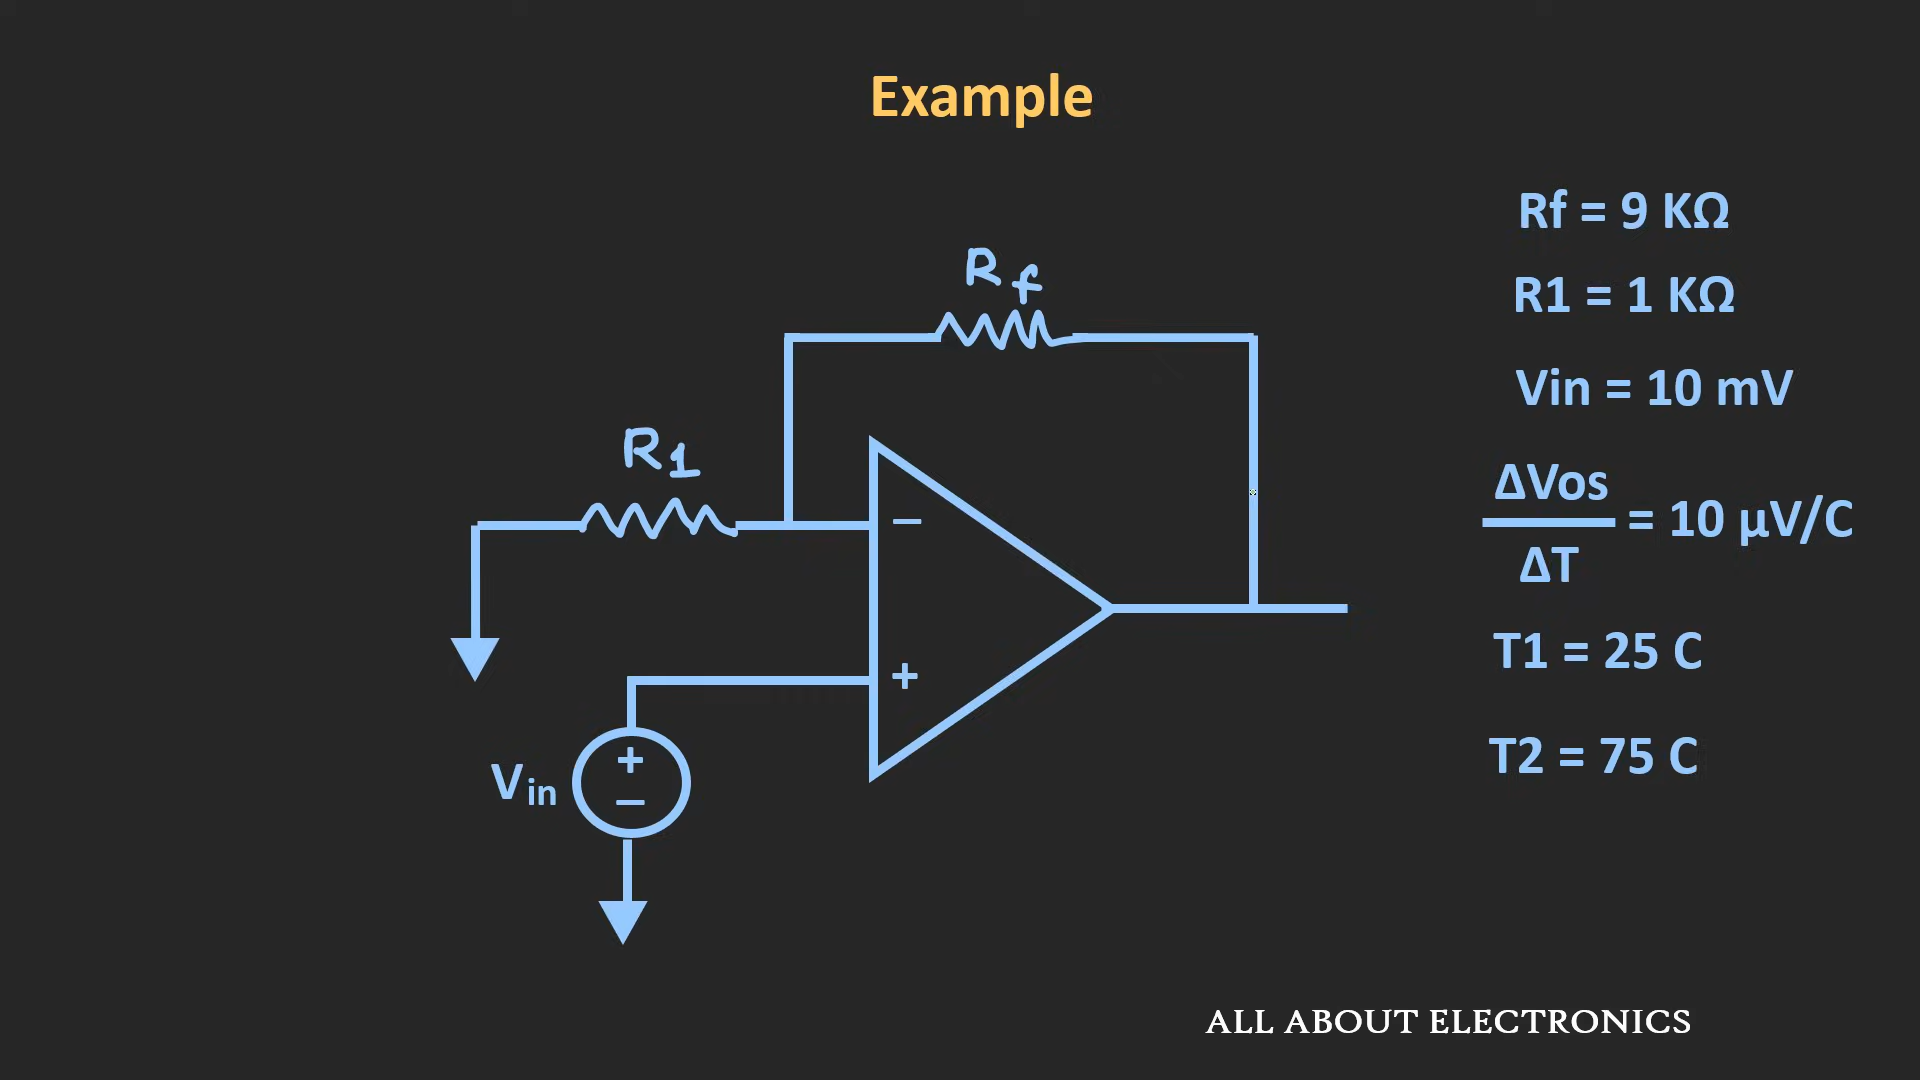 Example
Rf = 9 KΩ
R1 = 1 KΩ
Vin = 10 mV
ΔVos
= 10 µV/C
ΔT
T1 = 25 C
T2 = 75 C
Rf
R1
−
+
Vin
+
−
ALL ABOUT ELECTRONICS